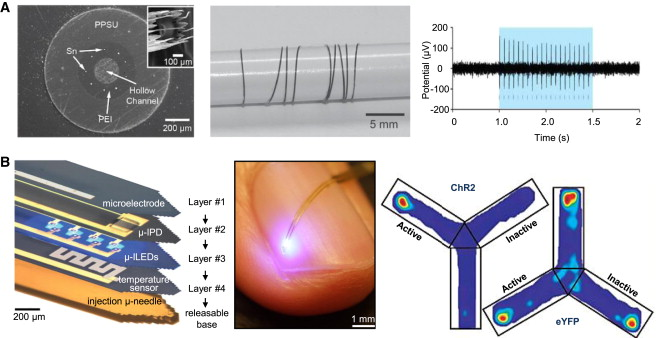 A
PPSU
Sn
Hollow
Channel
PEI
100 µm
200 µm
5 mm
Potential
(µV)
200
100
0
-100
-200
0
0.5
1.0
1.5
2
Time (s)
B
microelectrode
µ-IPD
µ-ILEDs
temperature
sensor
injection µ-needle
200 µm
Layer #1
Layer #2
Layer #3
Layer #4
releasable
base
1 mm
ChR2
Active
Inactive
Active
Inactive
eYFP